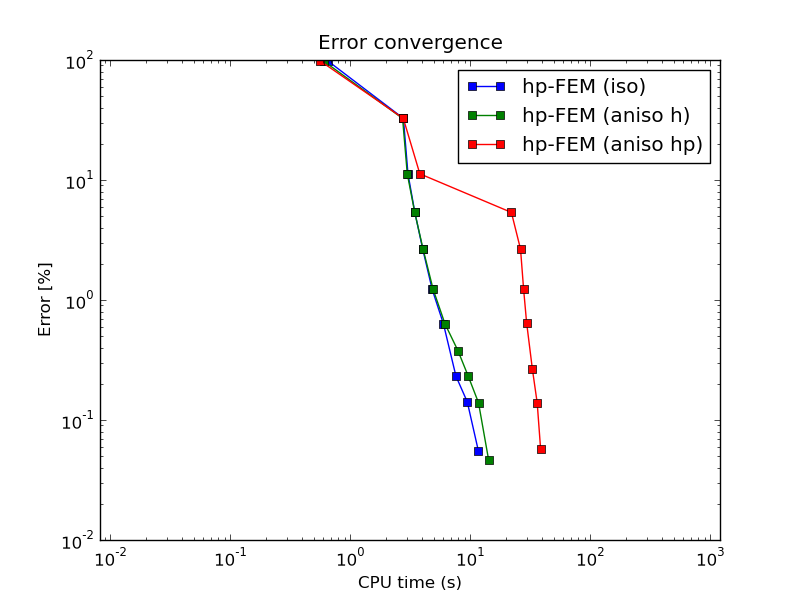 Error convergence
hp-FEM (iso)
hp-FEM (aniso h)
hp-FEM (aniso hp)
Error [%]
10^2
10^1
10^0
10^-1
10^-2
10^-2 10^-1 10^0 10^1 10^2 10^3
CPU time (s)